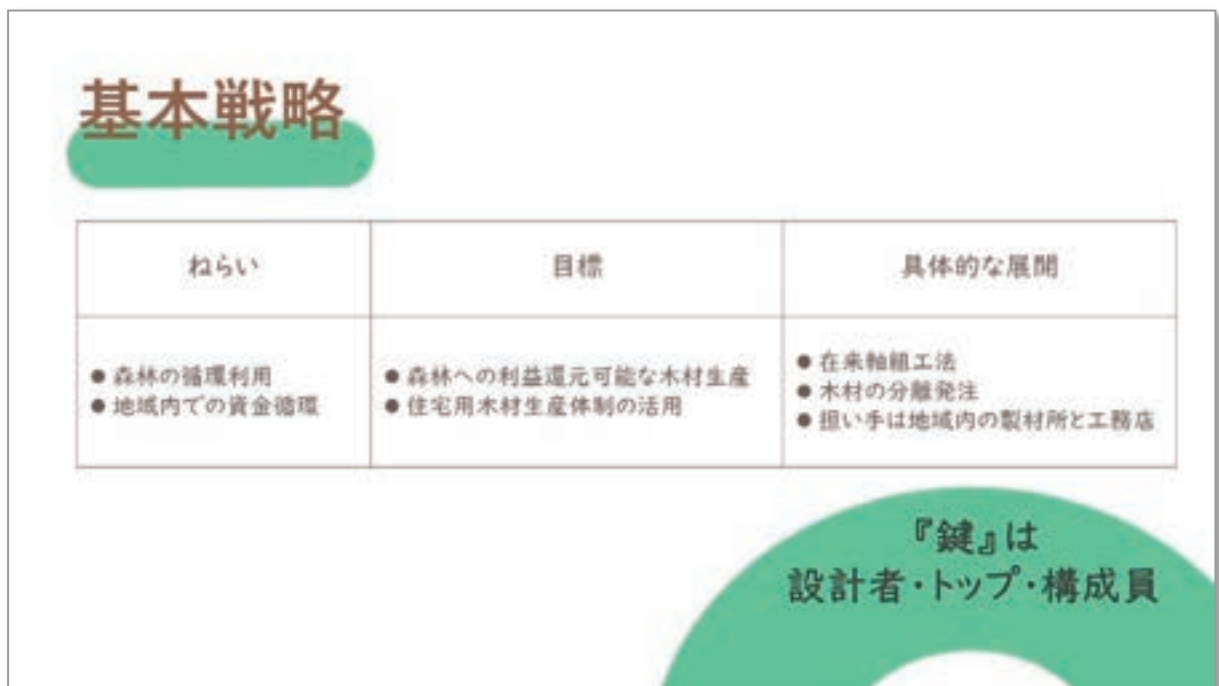 基本戦略
ねらい
目標
具体的な展開
● 森林の循環利用
● 地域内での資金循環
● 森林への利益還元可能な木材生産
● 住宅用木材生産体制の活用
● 在来軸組工法
● 木材の分離発注
● 担い手は地域内の製材所と工務店
『鍵』は
設計者・トップ・構成員